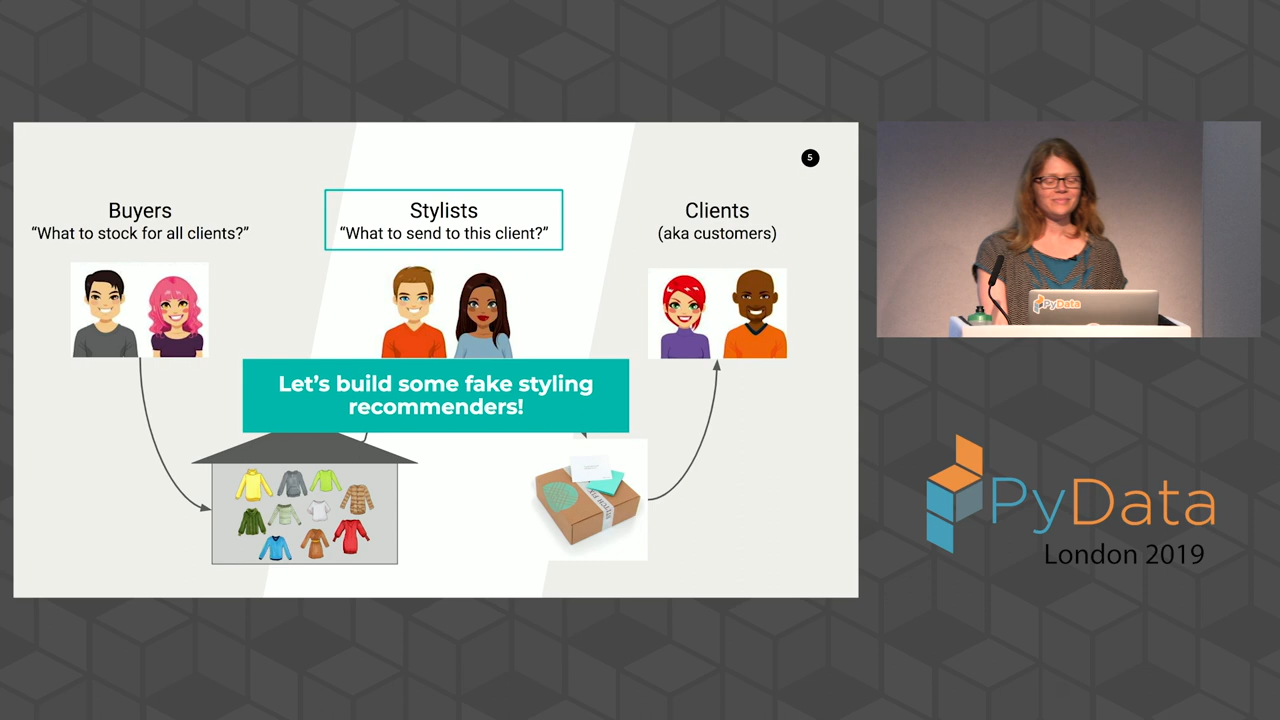 5
Buyers
“What to stock for all clients?”
Stylists
“What to send to this client?”
Clients
(aka customers)
Let’s build some fake styling
recommenders!
PyData
PyData
London 2019